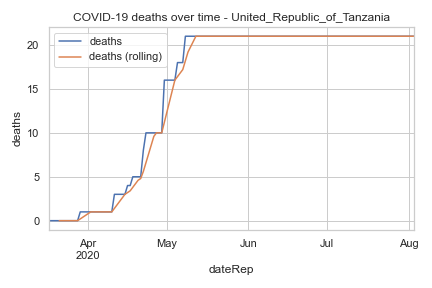 COVID-19 deaths over time - United_Republic_of_Tanzania
deaths
deaths (rolling)
20
15
10
5
0
deaths
Apr May Jun Jul Aug
2020
dateRep